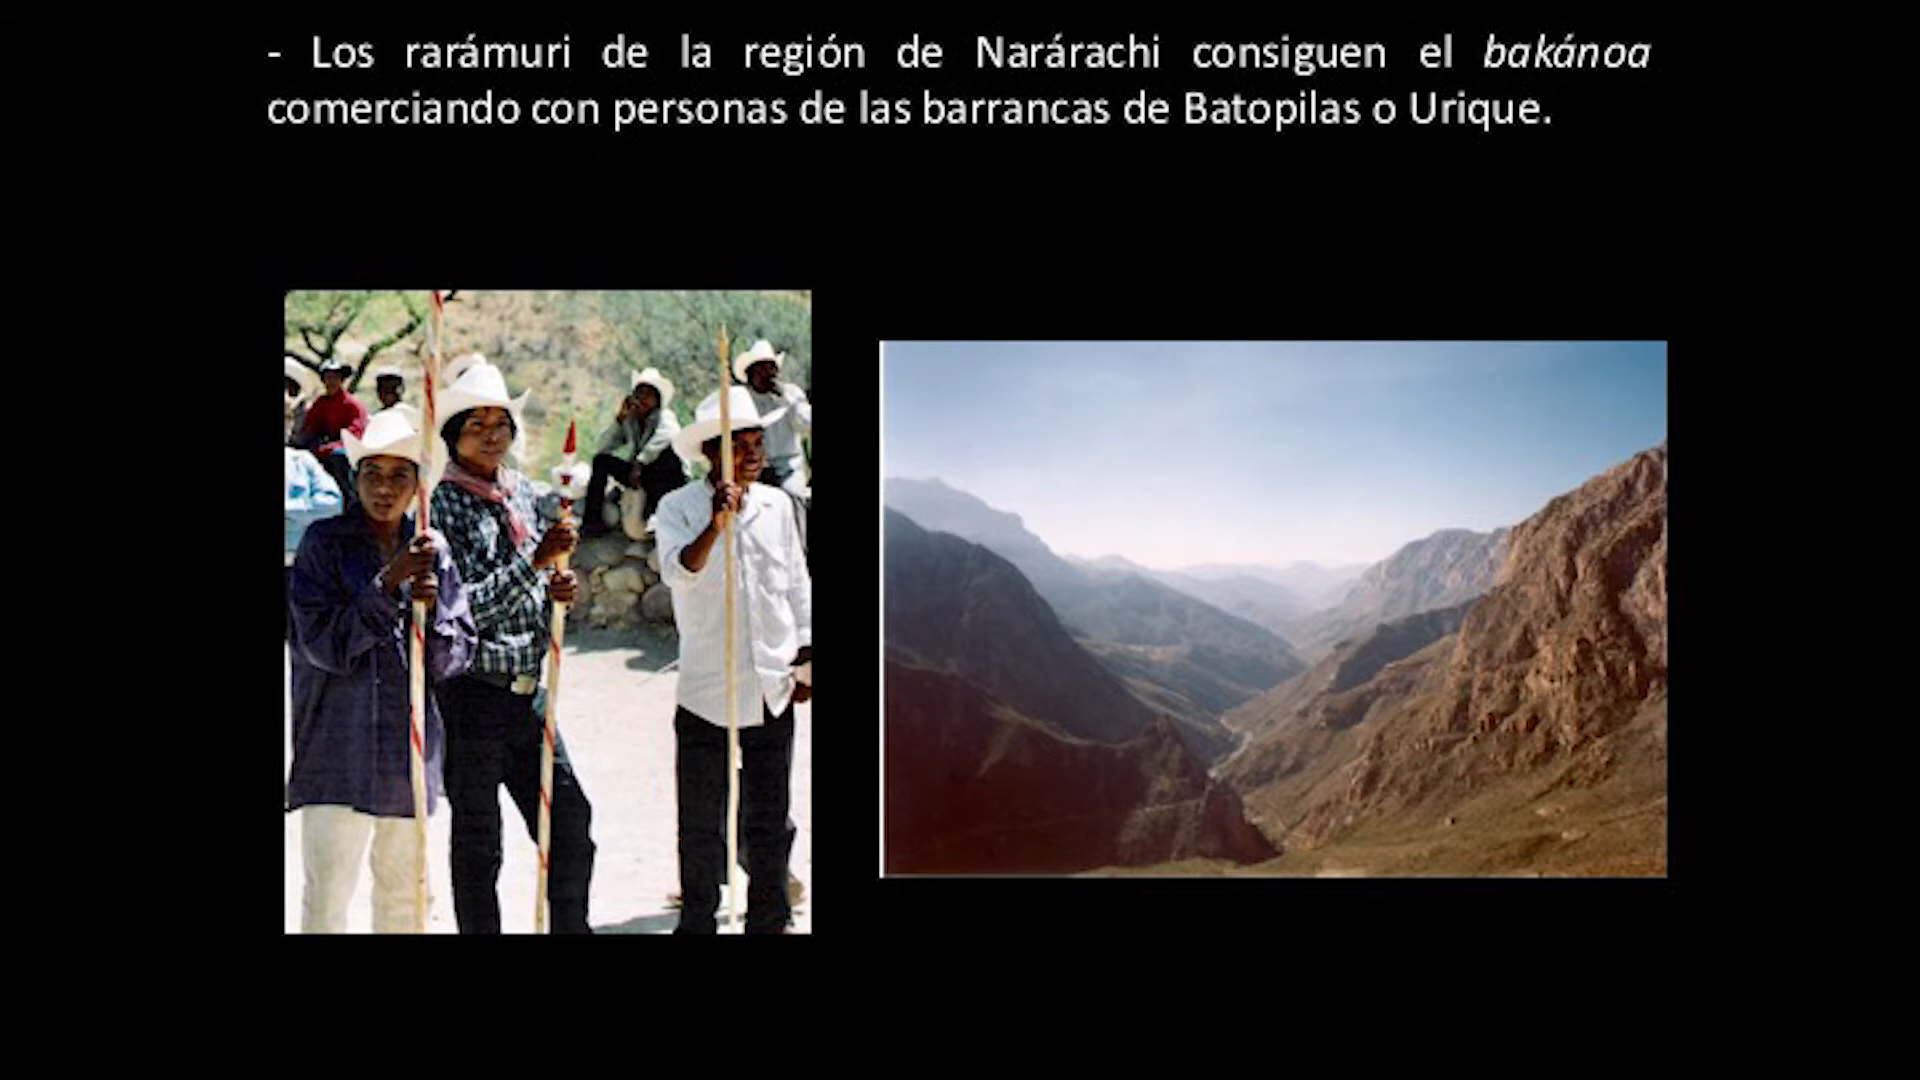 - Los rarámuri de la región de Narárachi consiguen el bakánoa
comerciando con personas de las barrancas de Batopilas o Urique.